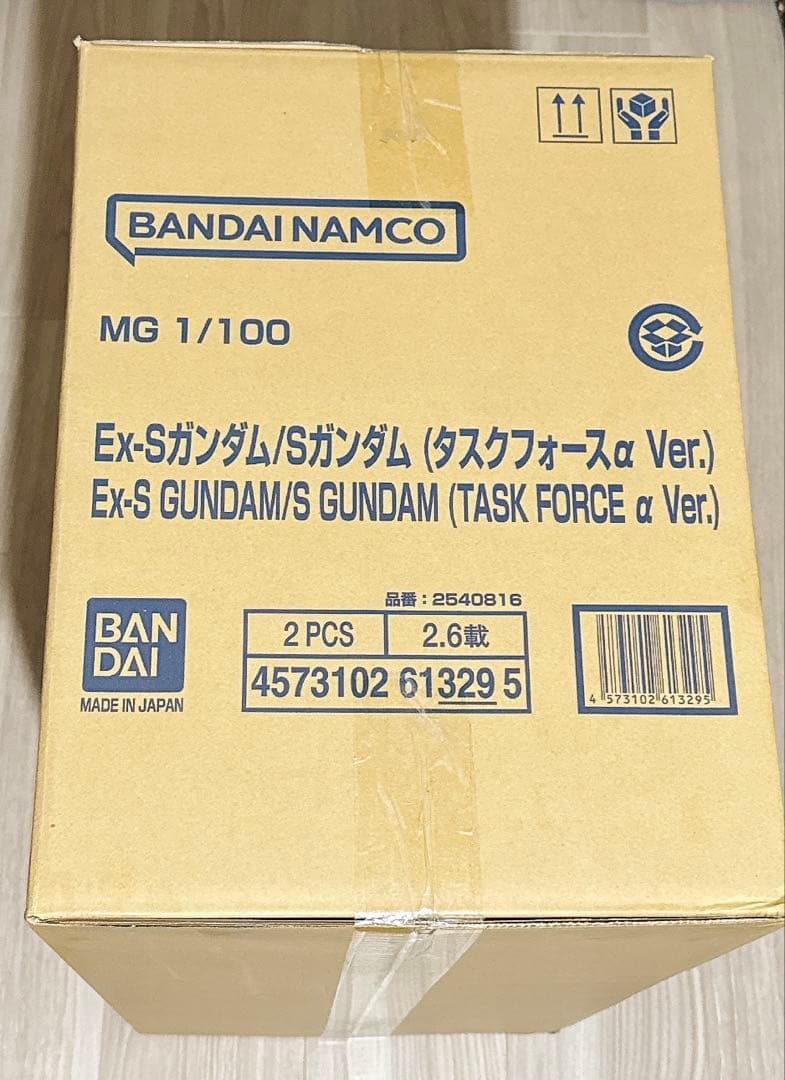 BANDAI NAMCO
MG 1/100
Ex-Sガンダム/Sガンダム (タスクフォースα Ver.)
Ex-S GUNDAM/S GUNDAM (TASK FORCE α Ver.)
BAN
DAI
MADE IN JAPAN
品番：2540816
2 PCS 2.6載
4573102 61329 5
4 573102 613295